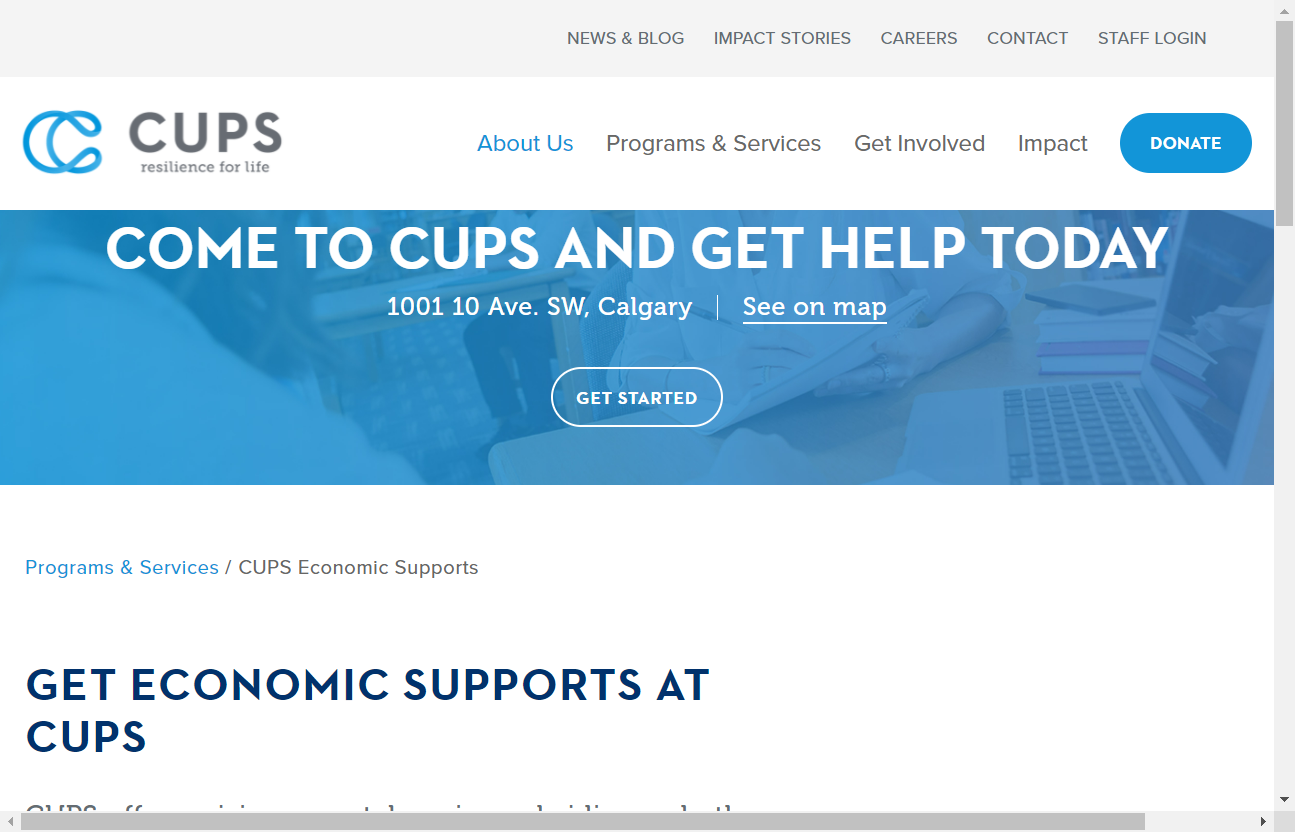 NEWS & BLOG IMPACT STORIES CAREERS CONTACT STAFF LOGIN
CUPS
resilience for life
About Us Programs & Services Get Involved Impact DONATE
COME TO CUPS AND GET HELP TODAY
1001 10 Ave. SW, Calgary See on map
GET STARTED
Programs & Services / CUPS Economic Supports
GET ECONOMIC SUPPORTS AT
CUPS